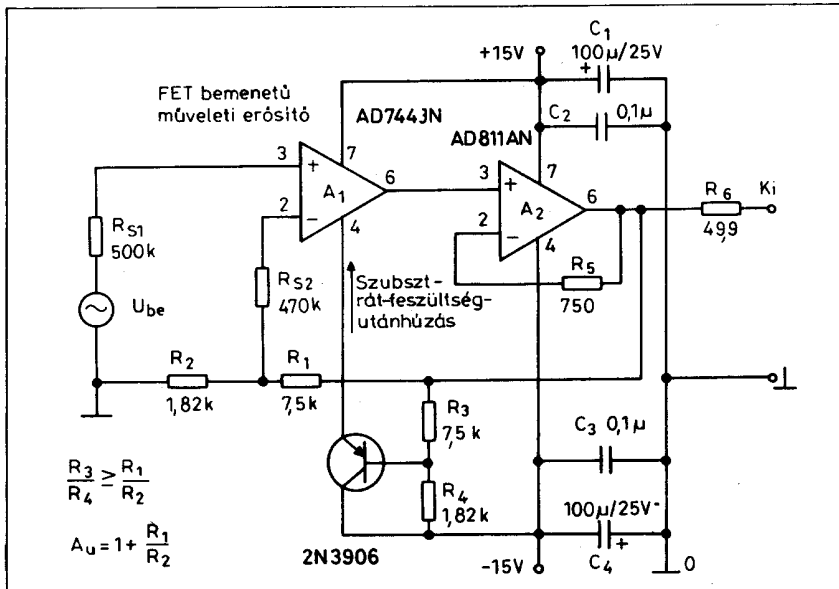 C1
+15V
100µ/25V
+
FET bemenetű
műveleti erősítő
AD744JN
C2
0,1µ
AD811AN
3
+
7
A1
6
2
−
4
3
+
7
A2
6
2
−
4
R6
49,9
Ki
RS1
500k
RS2
470k
Szubszt-
rát-feszültség-
utánhúzás
R5
750
Ube
R2
1,82k
R1
7,5k
R3
7,5k
C3 0,1µ
R3/R4 ≥ R1/R2
R4
1,82k
100µ/25V
Au = 1 + R1/R2
2N3906
-15V
C4
+
0